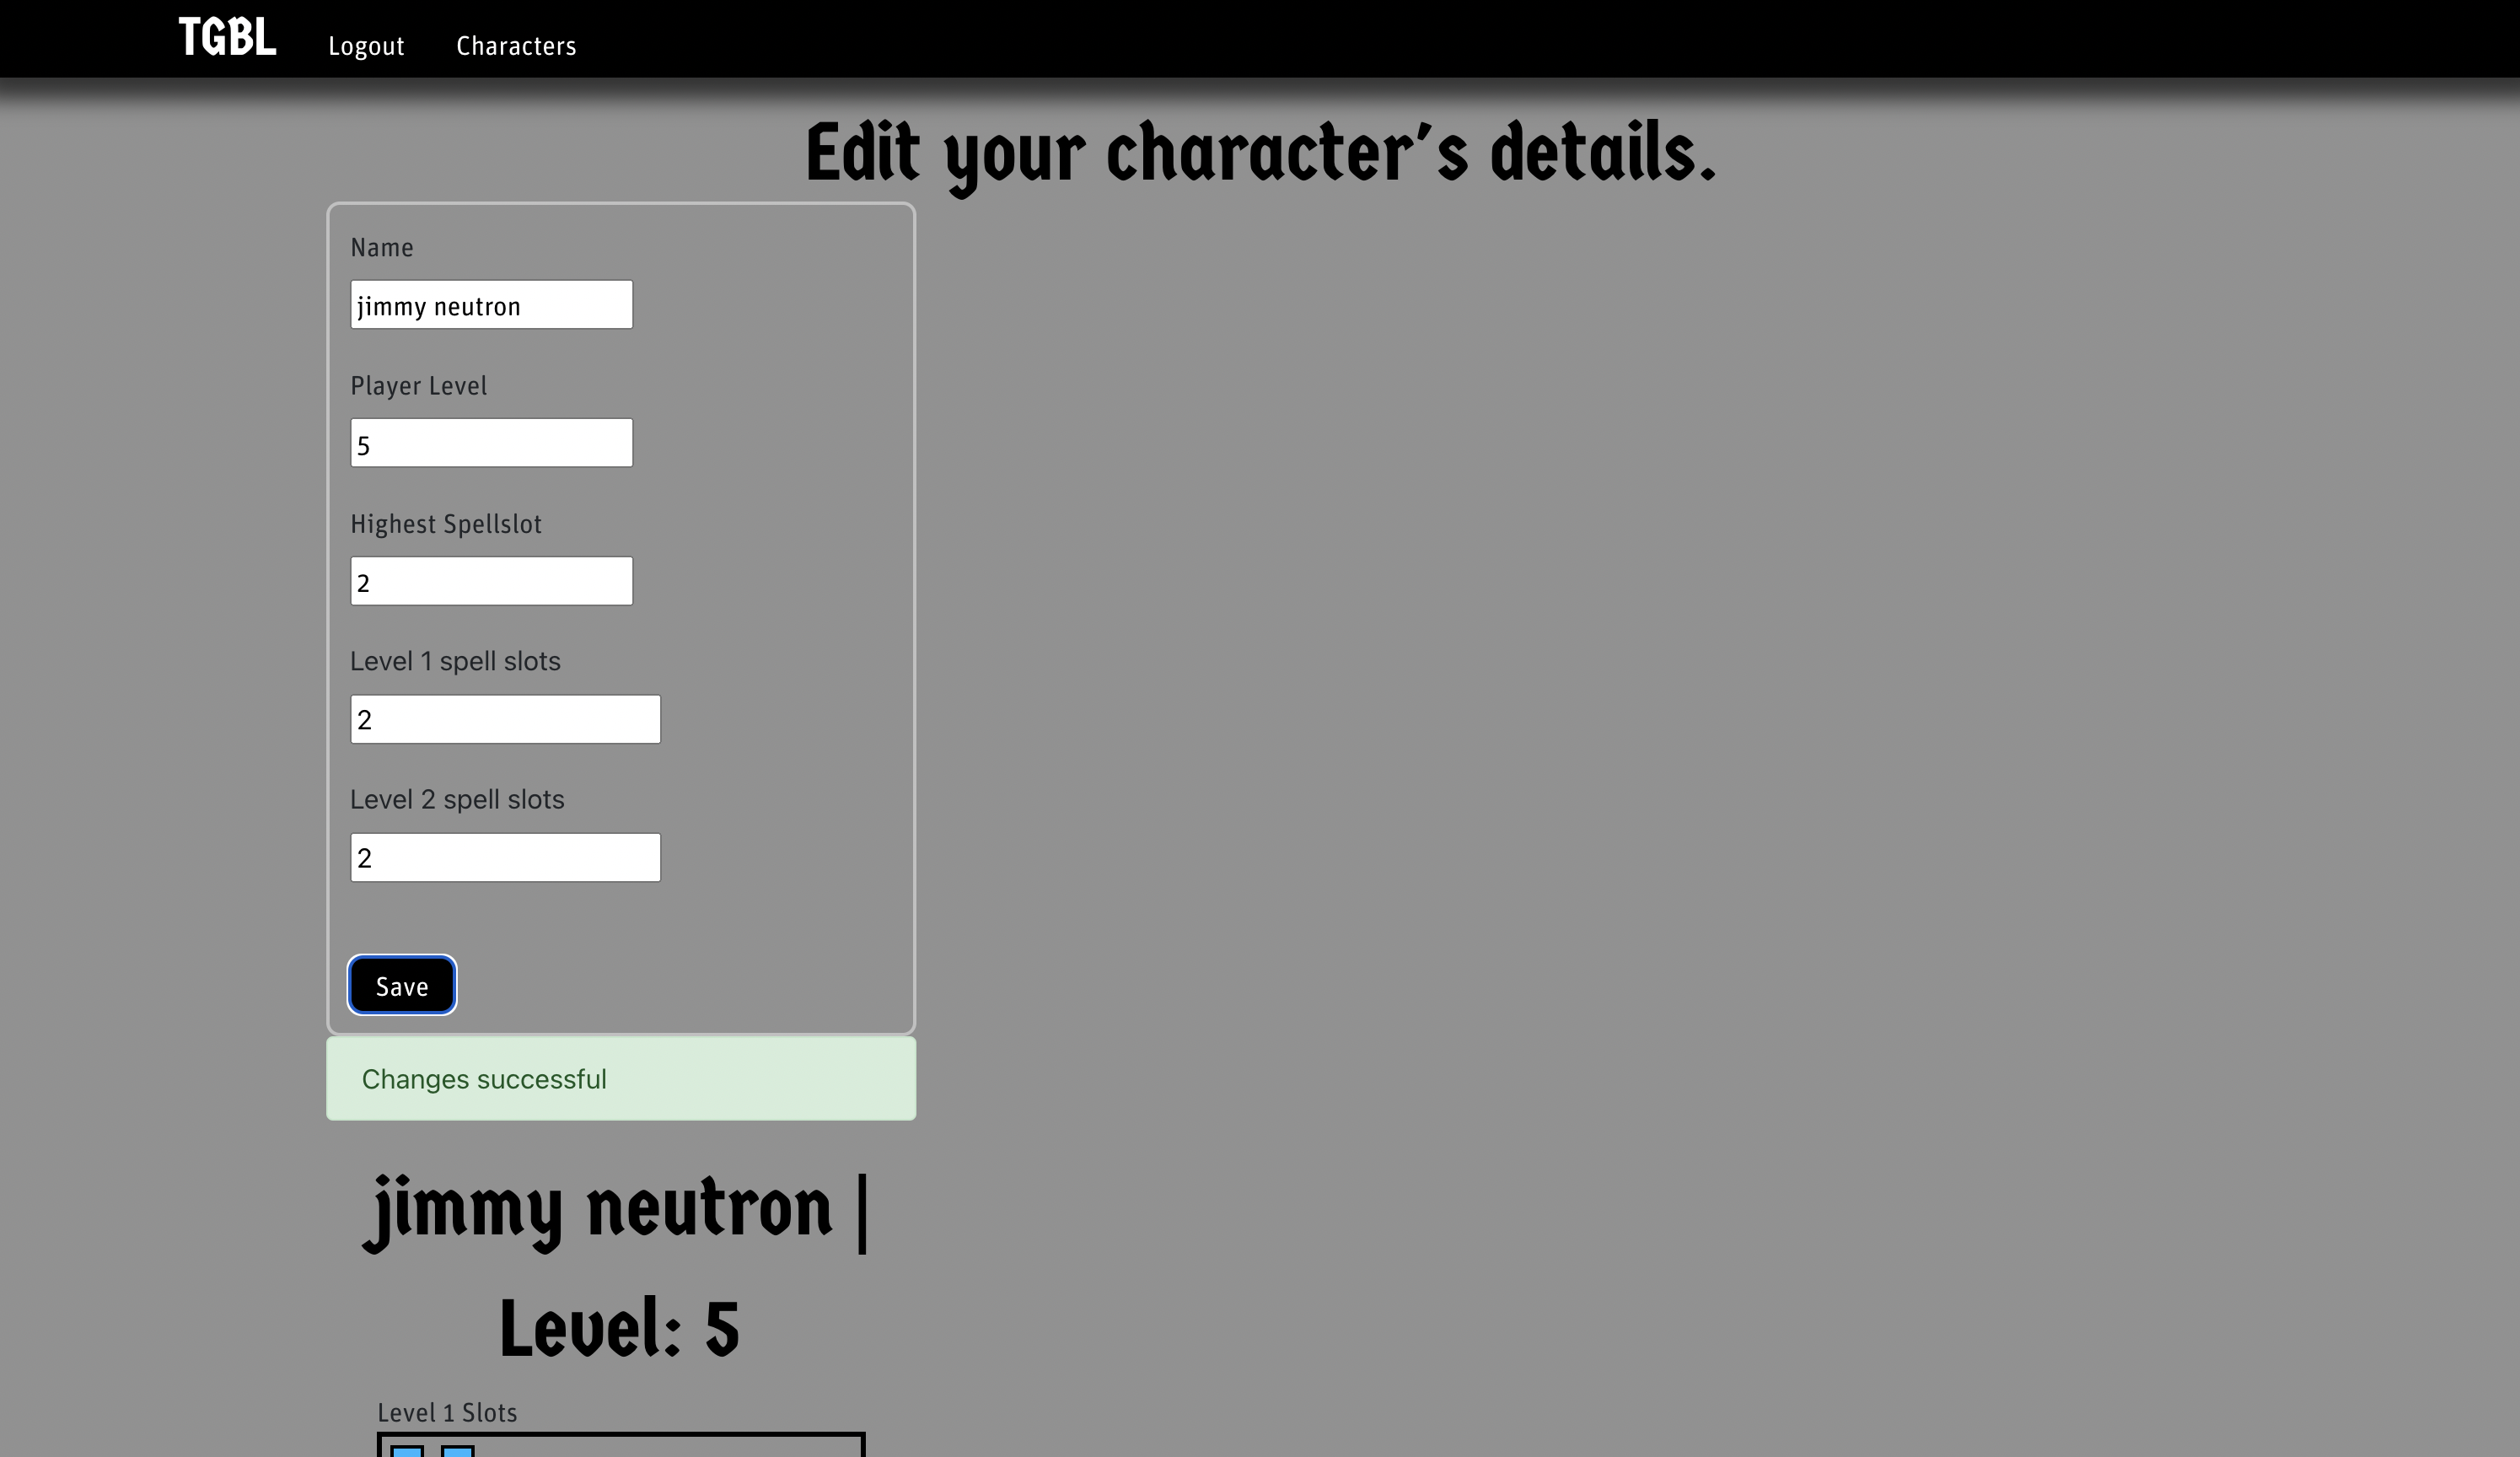 TGBL Logout Characters
Edit your character's details.
Name
jimmy neutron
Player Level
5
Highest Spellslot
2
Level 1 spell slots
2
Level 2 spell slots
2
Save
Changes successful
jimmy neutron |
Level: 5
Level 1 Slots